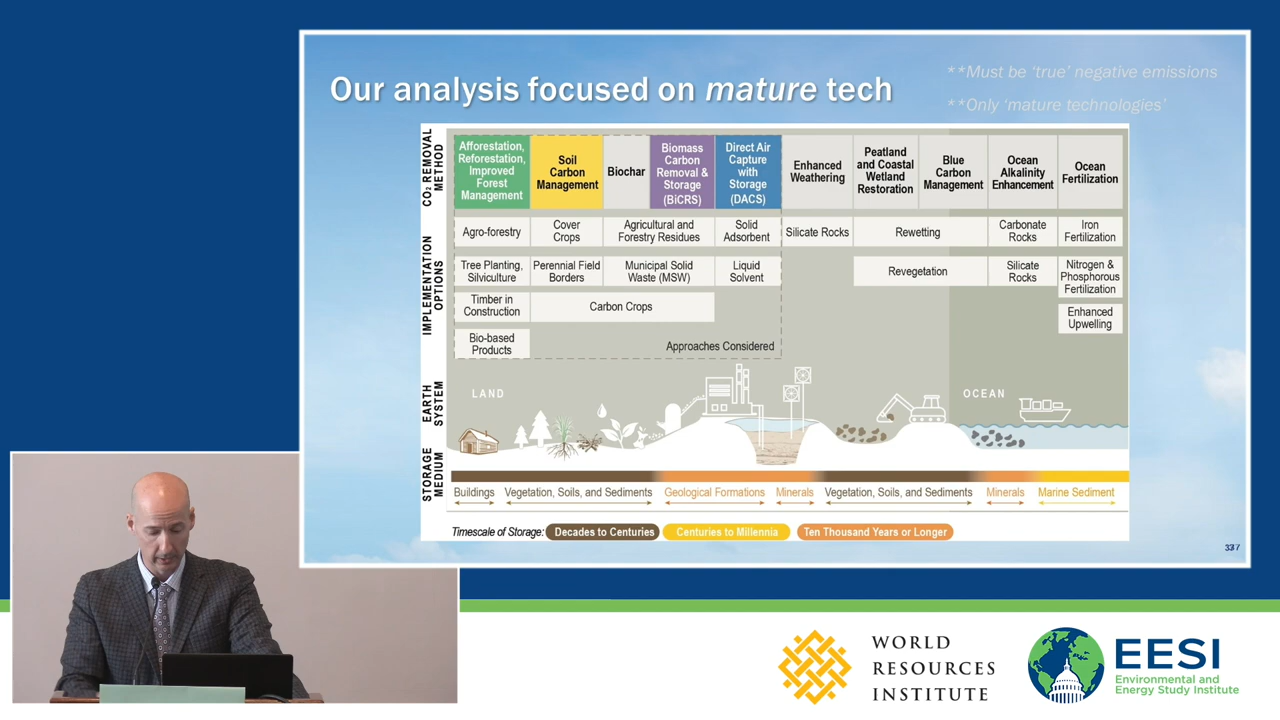 Our analysis focused on mature tech
**Must be ‘true’ negative emissions
**Only ‘mature technologies’
CO₂ REMOVAL
METHOD
Afforestation,
Reforestation,
Improved
Forest
Management
Soil
Carbon
Management
Biochar
Biomass
Carbon
Removal &
Storage
(BiCRS)
Direct Air
Capture
with
Storage
(DACS)
Enhanced
Weathering
Peatland
and Coastal
Wetland
Restoration
Blue
Carbon
Management
Ocean
Alkalinity
Enhancement
Ocean
Fertilization
IMPLEMENTATION
OPTIONS
Agro-forestry
Cover
Crops
Agricultural and
Forestry Residues
Solid
Adsorbent
Silicate Rocks
Rewetting
Carbonate
Rocks
Iron
Fertilization
Tree Planting,
Silviculture
Perennial Field
Borders
Municipal Solid
Waste (MSW)
Liquid
Solvent
Revegetation
Silicate
Rocks
Nitrogen &
Phosphorous
Fertilization
Timber in
Construction
Carbon Crops
Enhanced
Upwelling
Bio-based
Products
Approaches Considered
EARTH
SYSTEM
LAND
OCEAN
STORAGE
MEDIUM
Buildings
Vegetation, Soils, and Sediments
Geological Formations
Minerals
Vegetation, Soils, and Sediments
Minerals
Marine Sediment
Timescale of Storage:
Decades to Centuries
Centuries to Millennia
Ten Thousand Years or Longer
WORLD
RESOURCES
INSTITUTE
EESI
Environmental and
Energy Study Institute